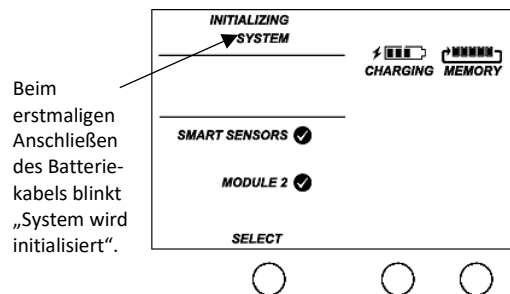 INITIALIZING
SYSTEM
CHARGING MEMORY
Beim
erstmaligen
Anschließen
des Batterie-
kabels blinkt
„System wird
initialisiert“.
SMART SENSORS
MODULE 2
SELECT